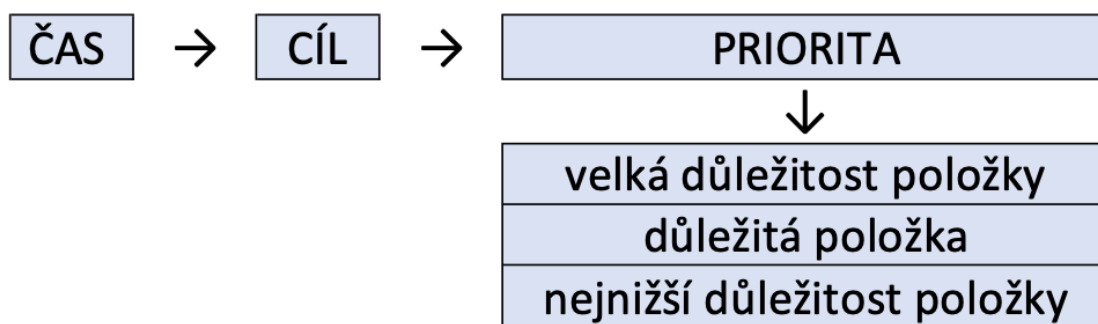 ČAS → CÍL → PRIORITA
↓
velká důležitost položky
důležitá položka
nejnižší důležitost položky